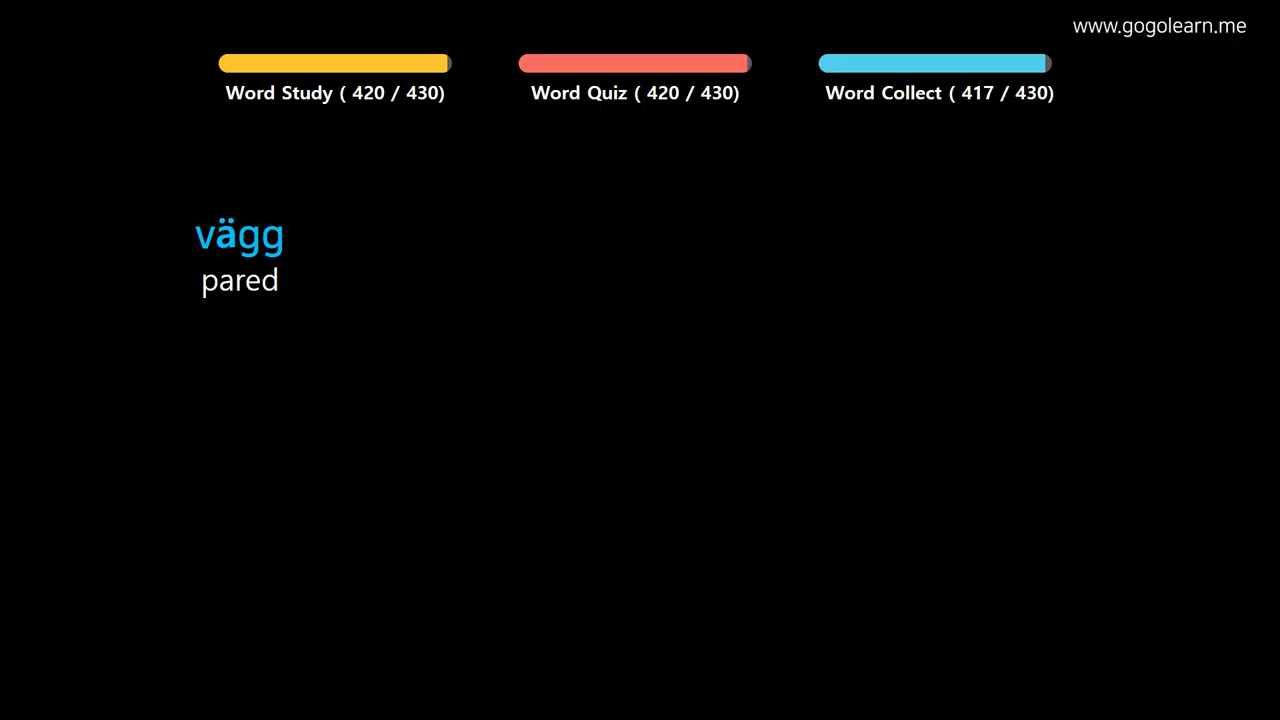 www.gogolearn.me
Word Study ( 420 / 430)
Word Quiz ( 420 / 430)
Word Collect ( 417 / 430)
vägg
pared